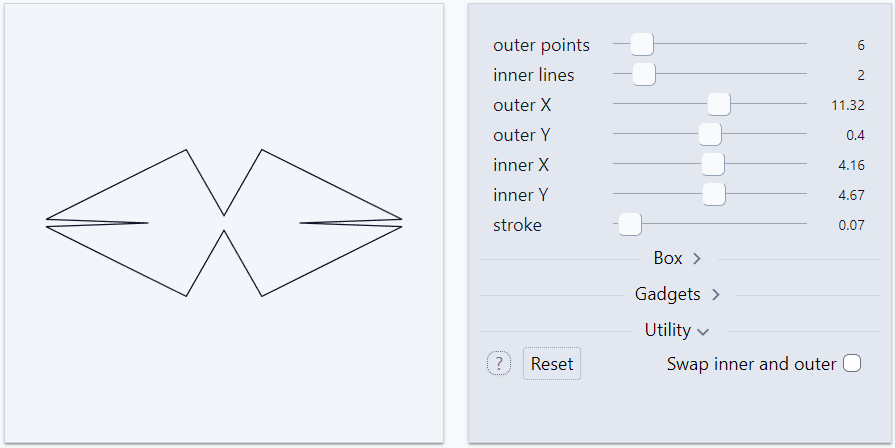 outer points 6
inner lines 2
outer X 11.32
outer Y 0.4
inner X 4.16
inner Y 4.67
stroke 0.07
Box
Gadgets
Utility
? Reset Swap inner and outer